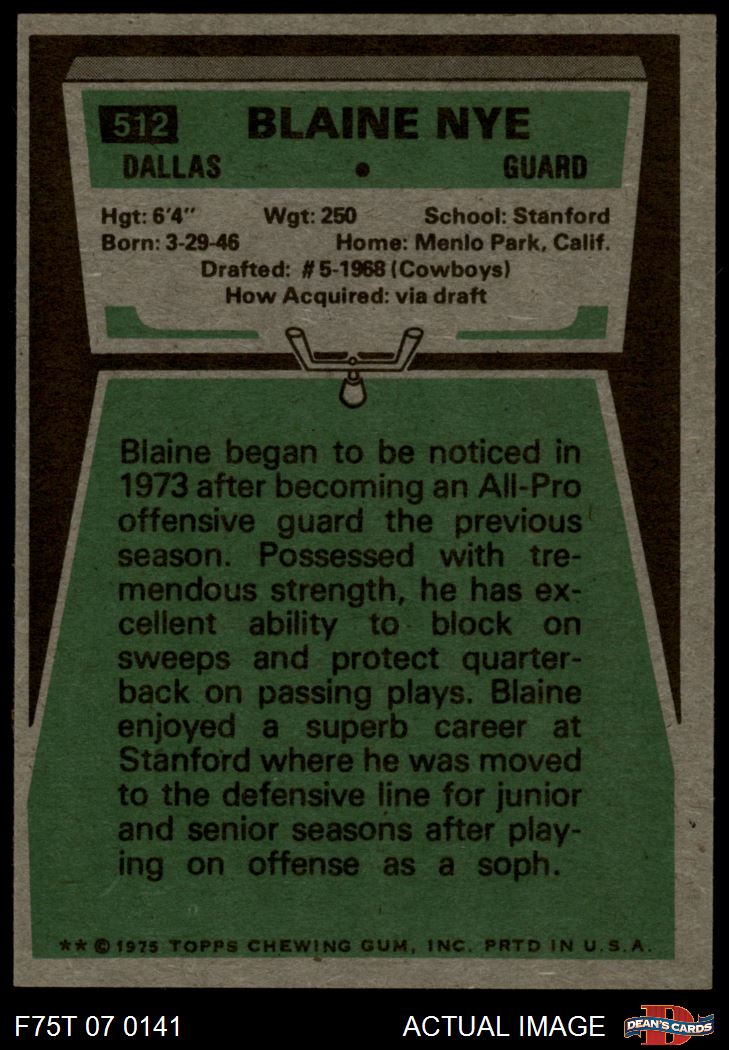 512 BLAINE NYE
DALLAS • GUARD
Hgt: 6'4" Wgt: 250 School: Stanford
Born: 3-29-46 Home: Menlo Park, Calif.
Drafted: #5-1968 (Cowboys)
How Acquired: via draft
Blaine began to be noticed in
1973 after becoming an All-Pro
offensive guard the previous
season. Possessed with tre-
mendous strength, he has ex-
cellent ability to block on
sweeps and protect quarter-
back on passing plays. Blaine
enjoyed a superb career at
Stanford where he was moved
to the defensive line for junior
and senior seasons after play-
ing on offense as a soph.
** © 1975 TOPPS CHEWING GUM, INC. PRTD IN U.S.A.
F75T 07 0141 ACTUAL IMAGE D DEAN'S CARDS